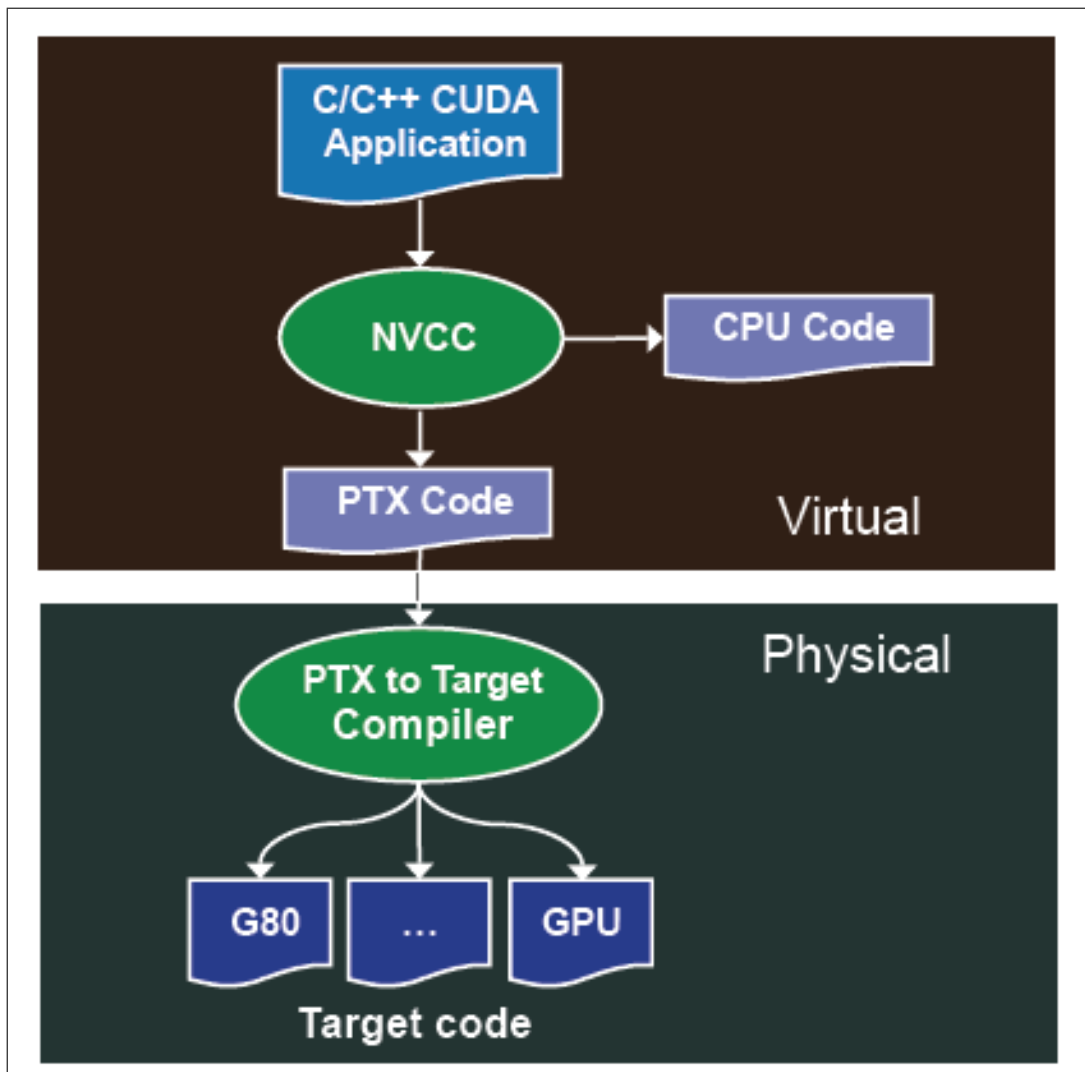 C/C++ CUDA
Application
NVCC
CPU Code
PTX Code
Virtual
Physical
PTX to Target
Compiler
G80
...
GPU
Target code